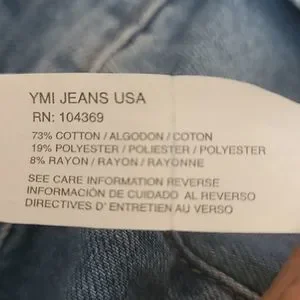 YMI JEANS USA
RN: 104369
73% COTTON / ALGODON / COTON
19% POLYESTER / POLIESTER / POLYESTER
8% RAYON / RAYON / RAYONNE
SEE CARE INFORMATION REVERSE
INFORMACIÓN DE CUIDADO AL REVERSO
DIRECTIVES D' ENTRETIEN AU VERSO